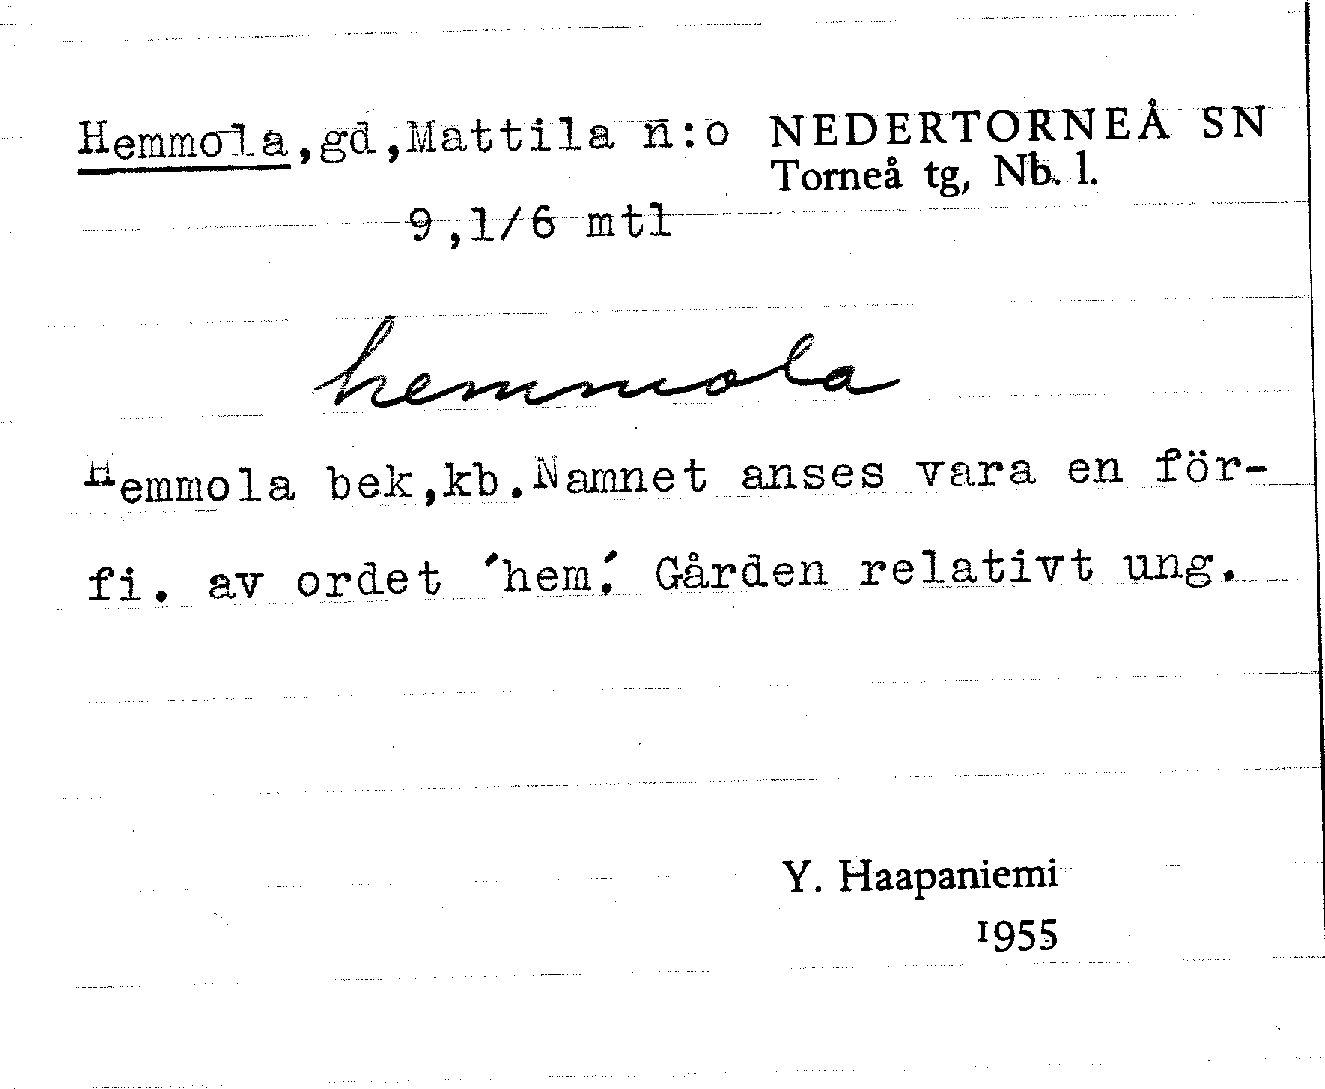 Hemmola,gd,Mattila n:o
9,1/6 mtl
NEDERTORNEÅ SN
Torneå tg, Nb. l.
hemmola
Hemmola bek,kb.Namnet anses vara en för-
fi. av ordet ´hem´. Gården relativt ung.
Y. Haapaniemi
1955